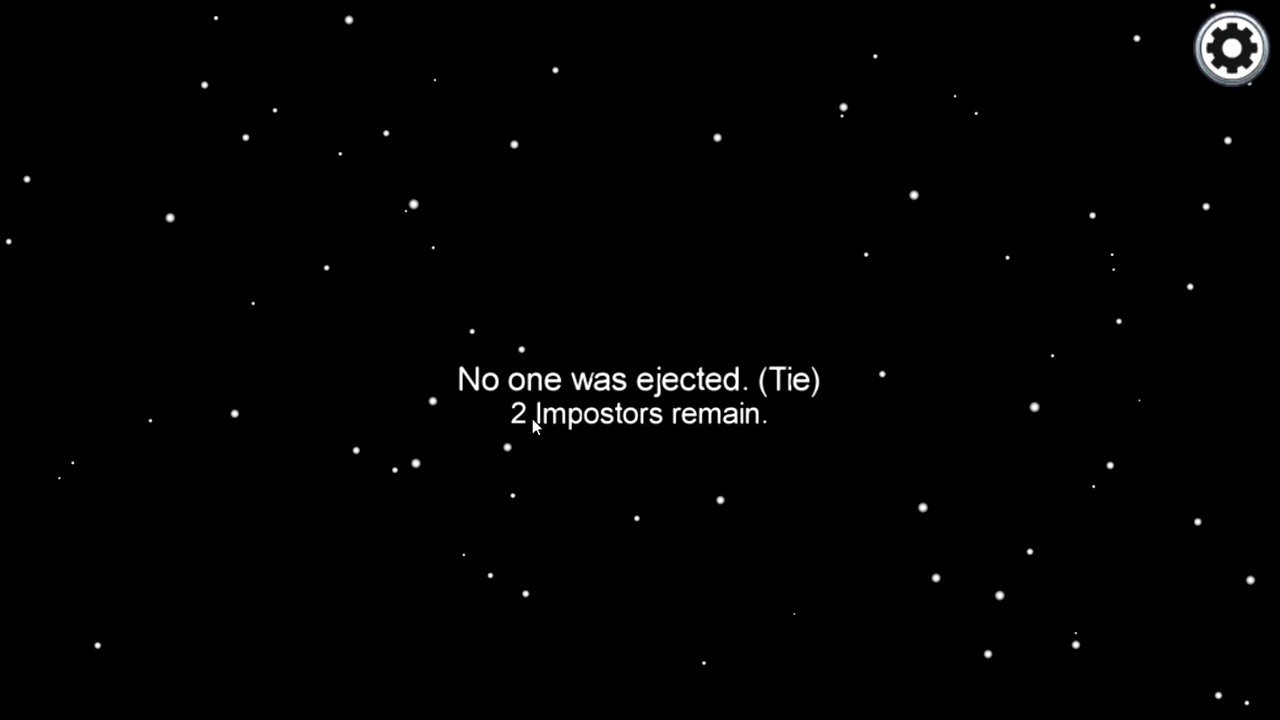 No one was ejected. (Tie)
2 Impostors remain.